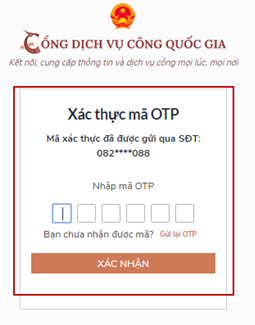 CỔNG DỊCH VỤ CÔNG QUỐC GIA
Kết nối, cung cấp thông tin và dịch vụ công mọi lúc, mọi nơi
Xác thực mã OTP
Mã xác thực đã được gửi qua SĐT:
082****088
Nhập mã OTP
Bạn chưa nhận được mã? Gửi lại OTP
XÁC NHẬN